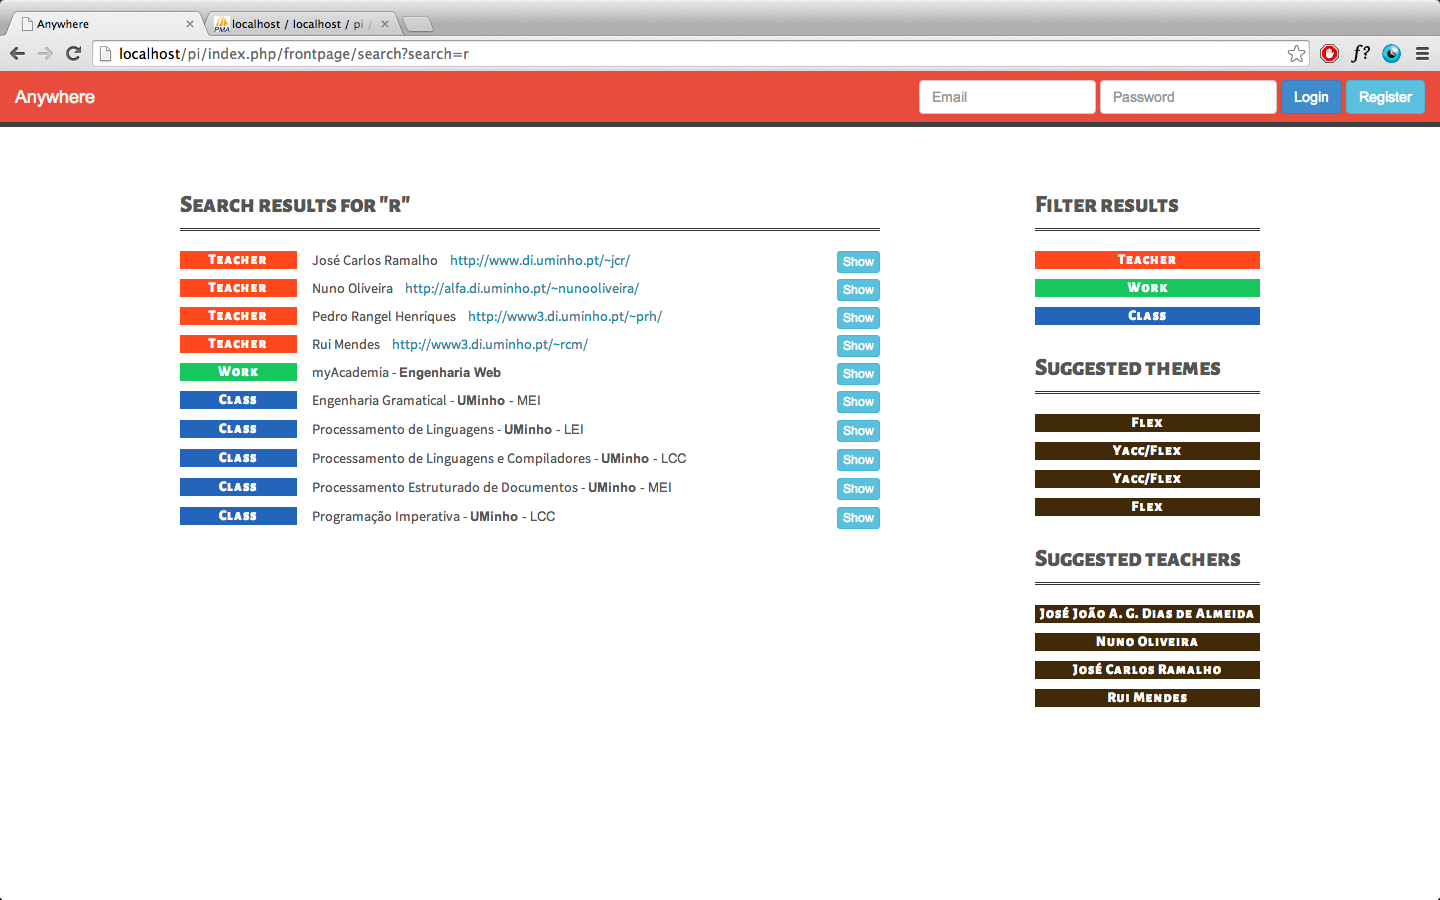 Anywhere
localhost / localhost / pi /
localhost/pi/index.php/frontpage/search?search=r
f?
Anywhere
Email
Password
Login
Register
Search results for "r"
Teacher José Carlos Ramalho http://www.di.uminho.pt/~jcr/ Show
Teacher Nuno Oliveira http://alfa.di.uminho.pt/~nunooliveira/ Show
Teacher Pedro Rangel Henriques http://www3.di.uminho.pt/~prh/ Show
Teacher Rui Mendes http://www3.di.uminho.pt/~rcm/ Show
Work myAcademia - Engenharia Web Show
Class Engenharia Gramatical - UMinho - MEI Show
Class Processamento de Linguagens - UMinho - LEI Show
Class Processamento de Linguagens e Compiladores - UMinho - LCC Show
Class Processamento Estruturado de Documentos - UMinho - MEI Show
Class Programação Imperativa - UMinho - LCC Show
Filter results
Teacher
Work
Class
Suggested themes
Flex
Yacc/Flex
Yacc/Flex
Flex
Suggested teachers
José João A. G. Dias de Almeida
Nuno Oliveira
José Carlos Ramalho
Rui Mendes